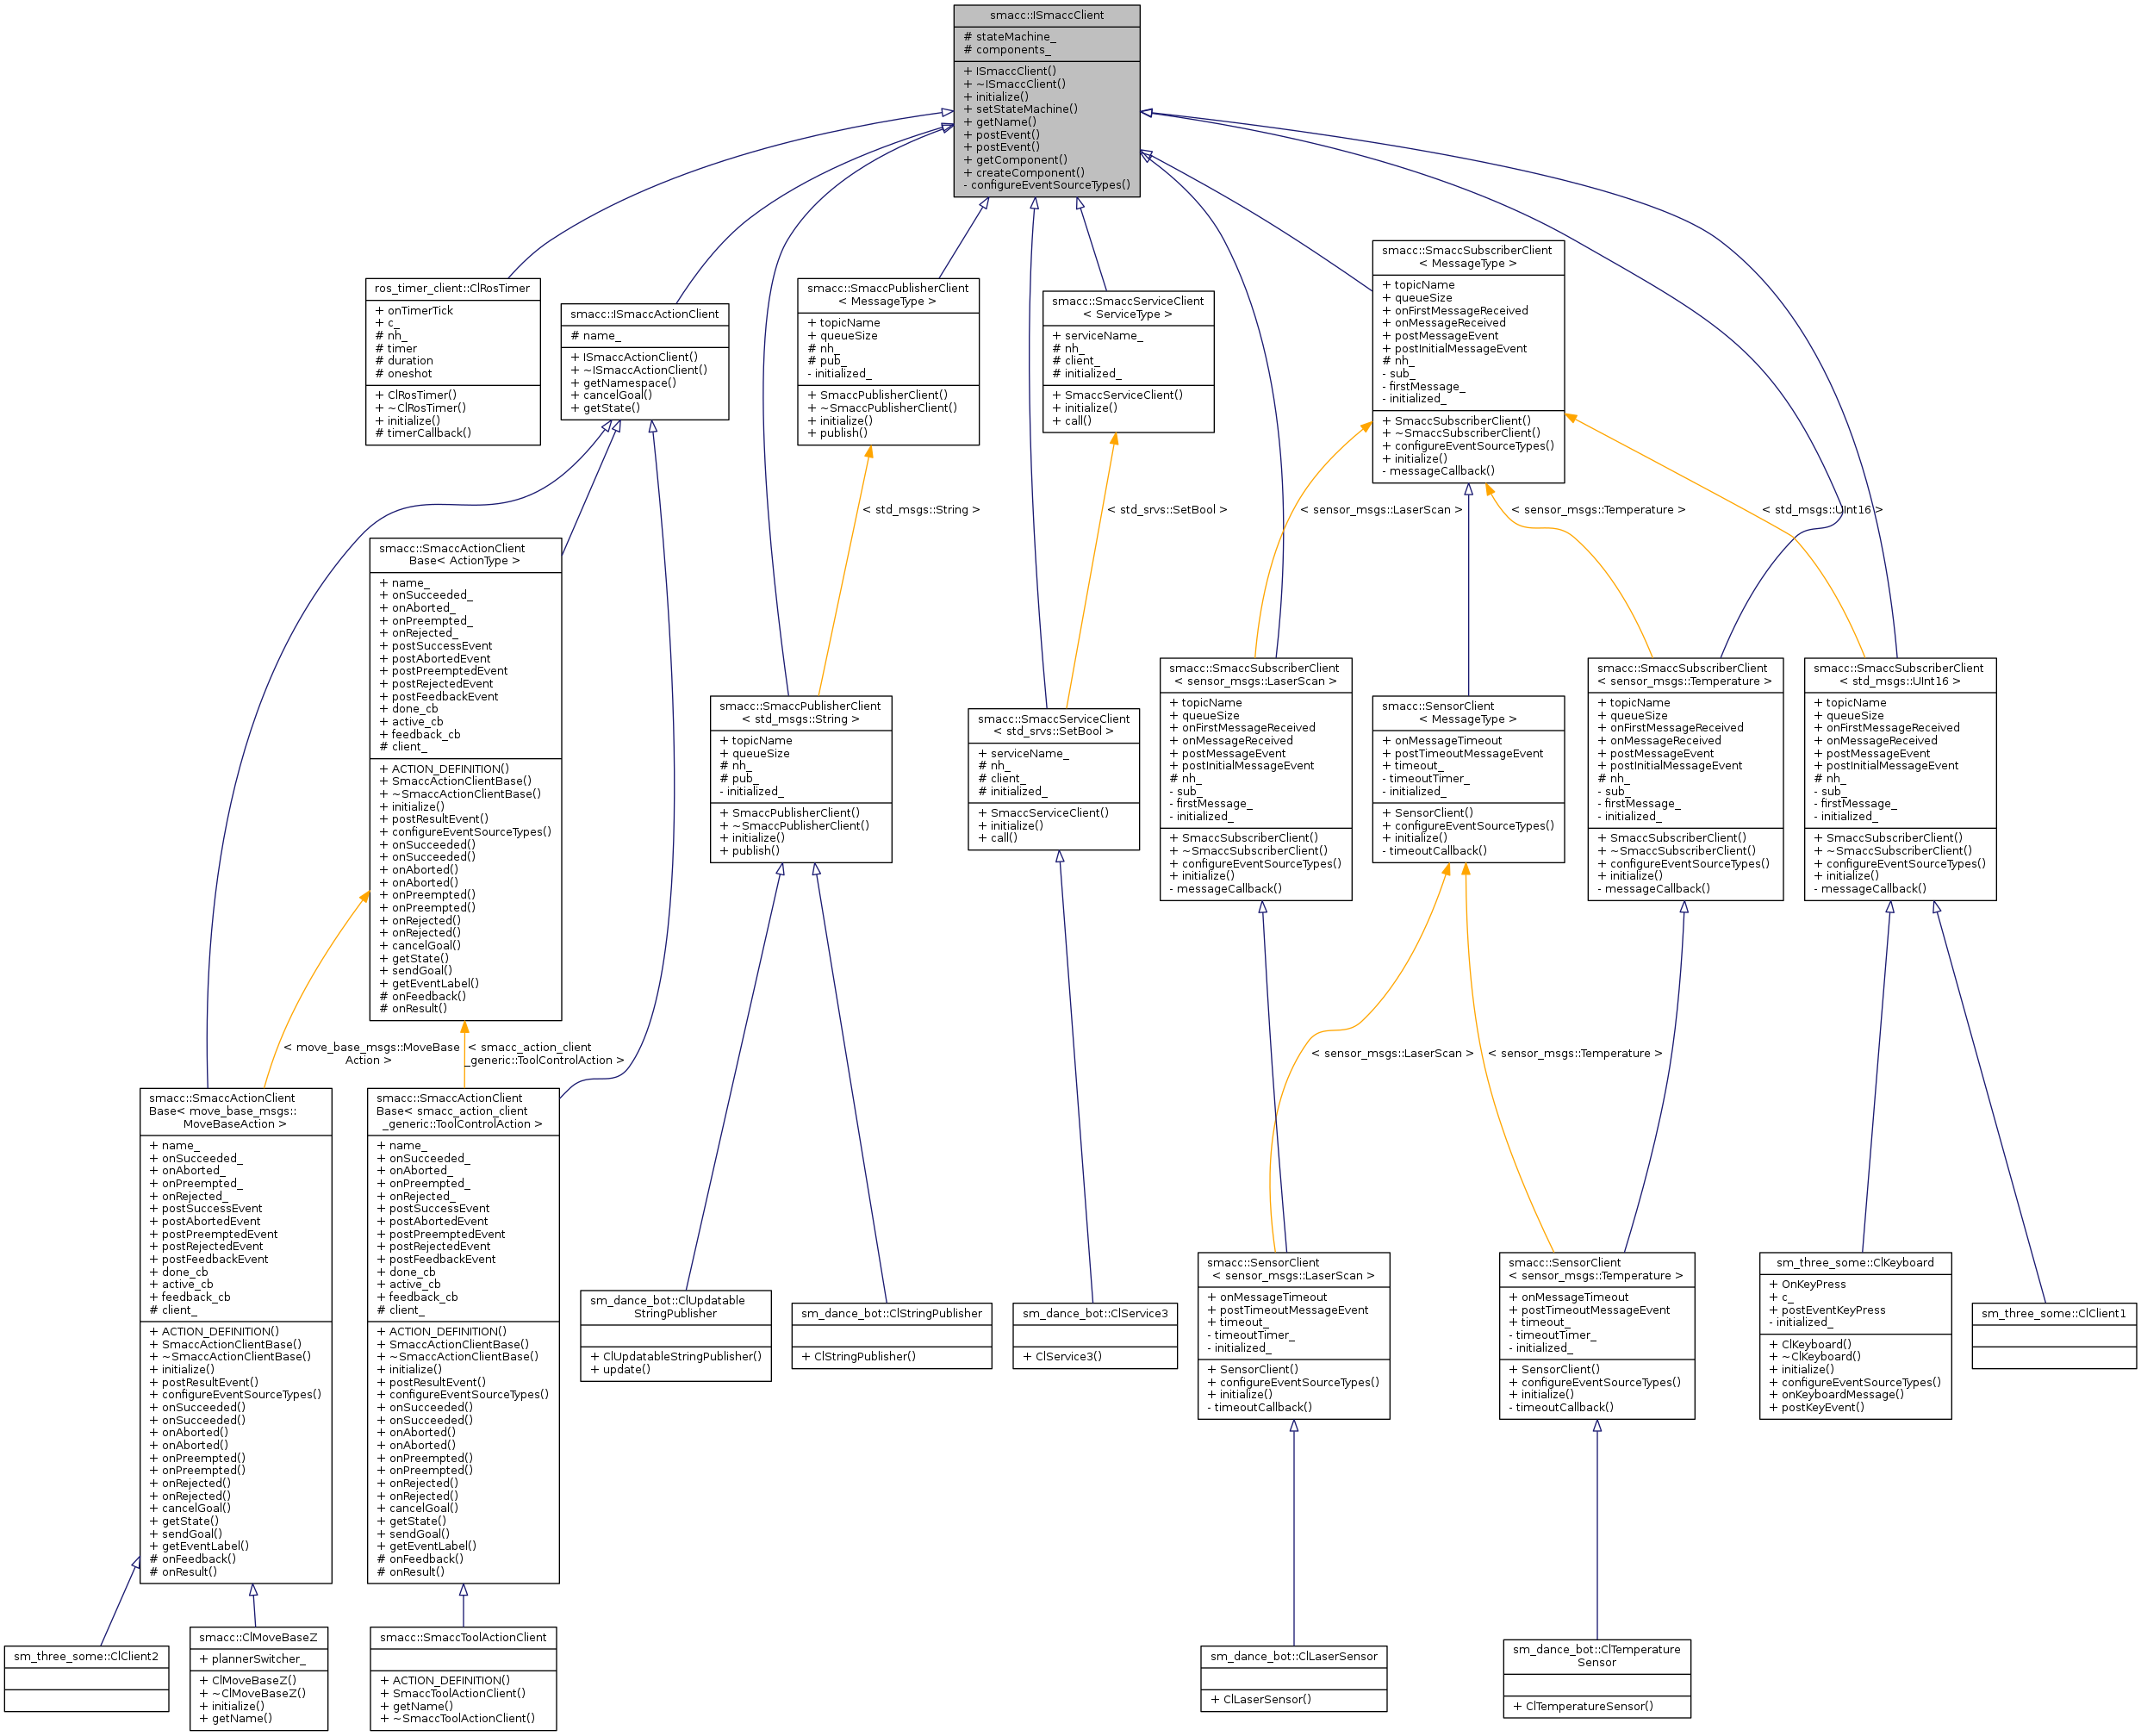 smacc::ISmaccClient
# stateMachine_
# components_
+ ISmaccClient()
+ ~ISmaccClient()
+ initialize()
+ setStateMachine()
+ getName()
+ postEvent()
+ postEvent()
+ getComponent()
+ createComponent()
- configureEventSourceTypes()
ros_timer_client::ClRosTimer
+ onTimerTick
+ c_
# nh_
# timer
# duration
# oneshot
+ ClRosTimer()
+ ~ClRosTimer()
+ initialize()
# timerCallback()
smacc::ISmaccActionClient
# name_
+ ISmaccActionClient()
+ ~ISmaccActionClient()
+ getNamespace()
+ cancelGoal()
+ getState()
smacc::SmaccPublisherClient
< MessageType >
+ topicName
+ queueSize
# nh_
# pub_
- initialized_
+ SmaccPublisherClient()
+ ~SmaccPublisherClient()
+ initialize()
+ publish()
smacc::SmaccServiceClient
< ServiceType >
+ serviceName_
# nh_
# client_
# initialized_
+ SmaccServiceClient()
+ initialize()
+ call()
smacc::SmaccSubscriberClient
< MessageType >
+ topicName
+ queueSize
+ onFirstMessageReceived
+ onMessageReceived
+ postMessageEvent
+ postInitialMessageEvent
# nh_
- sub_
- firstMessage_
- initialized_
+ SmaccSubscriberClient()
+ ~SmaccSubscriberClient()
+ configureEventSourceTypes()
+ initialize()
- messageCallback()
< std_msgs::String >
< std_srvs::SetBool >
< sensor_msgs::LaserScan >
< sensor_msgs::Temperature >
< std_msgs::UInt16 >
smacc::SmaccActionClient
Base< ActionType >
+ name_
+ onSucceeded_
+ onAborted_
+ onPreempted_
+ onRejected_
+ postSuccessEvent
+ postAbortedEvent
+ postPreemptedEvent
+ postRejectedEvent
+ postFeedbackEvent
+ done_cb
+ active_cb
+ feedback_cb
# client_
+ ACTION_DEFINITION()
+ SmaccActionClientBase()
+ ~SmaccActionClientBase()
+ initialize()
+ postResultEvent()
+ configureEventSourceTypes()
+ onSucceeded()
+ onSucceeded()
+ onAborted()
+ onAborted()
+ onPreempted()
+ onPreempted()
+ onRejected()
+ onRejected()
+ cancelGoal()
+ getState()
+ sendGoal()
+ getEventLabel()
# onFeedback()
# onResult()
smacc::SmaccPublisherClient
< std_msgs::String >
+ topicName
+ queueSize
# nh_
# pub_
- initialized_
+ SmaccPublisherClient()
+ ~SmaccPublisherClient()
+ initialize()
+ publish()
smacc::SmaccServiceClient
< std_srvs::SetBool >
+ serviceName_
# nh_
# client_
# initialized_
+ SmaccServiceClient()
+ initialize()
+ call()
smacc::SmaccSubscriberClient
< sensor_msgs::LaserScan >
+ topicName
+ queueSize
+ onFirstMessageReceived
+ onMessageReceived
+ postMessageEvent
+ postInitialMessageEvent
# nh_
- sub_
- firstMessage_
- initialized_
+ SmaccSubscriberClient()
+ ~SmaccSubscriberClient()
+ configureEventSourceTypes()
+ initialize()
- messageCallback()
smacc::SensorClient
< MessageType >
+ onMessageTimeout
+ postTimeoutMessageEvent
+ timeout_
- timeoutTimer_
- initialized_
+ SensorClient()
+ configureEventSourceTypes()
+ initialize()
- timeoutCallback()
smacc::SmaccSubscriberClient
< sensor_msgs::Temperature >
+ topicName
+ queueSize
+ onFirstMessageReceived
+ onMessageReceived
+ postMessageEvent
+ postInitialMessageEvent
# nh_
- sub_
- firstMessage_
- initialized_
+ SmaccSubscriberClient()
+ ~SmaccSubscriberClient()
+ configureEventSourceTypes()
+ initialize()
- messageCallback()
smacc::SmaccSubscriberClient
< std_msgs::UInt16 >
+ topicName
+ queueSize
+ onFirstMessageReceived
+ onMessageReceived
+ postMessageEvent
+ postInitialMessageEvent
# nh_
- sub_
- firstMessage_
- initialized_
+ SmaccSubscriberClient()
+ ~SmaccSubscriberClient()
+ configureEventSourceTypes()
+ initialize()
- messageCallback()
< move_base_msgs::MoveBase
Action >
< smacc_action_client
_generic::ToolControlAction >
< sensor_msgs::LaserScan >
< sensor_msgs::Temperature >
smacc::SmaccActionClient
Base< move_base_msgs::
MoveBaseAction >
+ name_
+ onSucceeded_
+ onAborted_
+ onPreempted_
+ onRejected_
+ postSuccessEvent
+ postAbortedEvent
+ postPreemptedEvent
+ postRejectedEvent
+ postFeedbackEvent
+ done_cb
+ active_cb
+ feedback_cb
# client_
+ ACTION_DEFINITION()
+ SmaccActionClientBase()
+ ~SmaccActionClientBase()
+ initialize()
+ postResultEvent()
+ configureEventSourceTypes()
+ onSucceeded()
+ onSucceeded()
+ onAborted()
+ onAborted()
+ onPreempted()
+ onPreempted()
+ onRejected()
+ onRejected()
+ cancelGoal()
+ getState()
+ sendGoal()
+ getEventLabel()
# onFeedback()
# onResult()
smacc::SmaccActionClient
Base< smacc_action_client
_generic::ToolControlAction >
+ name_
+ onSucceeded_
+ onAborted_
+ onPreempted_
+ onRejected_
+ postSuccessEvent
+ postAbortedEvent
+ postPreemptedEvent
+ postRejectedEvent
+ postFeedbackEvent
+ done_cb
+ active_cb
+ feedback_cb
# client_
+ ACTION_DEFINITION()
+ SmaccActionClientBase()
+ ~SmaccActionClientBase()
+ initialize()
+ postResultEvent()
+ configureEventSourceTypes()
+ onSucceeded()
+ onSucceeded()
+ onAborted()
+ onAborted()
+ onPreempted()
+ onPreempted()
+ onRejected()
+ onRejected()
+ cancelGoal()
+ getState()
+ sendGoal()
+ getEventLabel()
# onFeedback()
# onResult()
sm_dance_bot::ClUpdatable
StringPublisher
+ ClUpdatableStringPublisher()
+ update()
sm_dance_bot::ClStringPublisher
+ ClStringPublisher()
sm_dance_bot::ClService3
+ ClService3()
smacc::SensorClient
< sensor_msgs::LaserScan >
+ onMessageTimeout
+ postTimeoutMessageEvent
+ timeout_
- timeoutTimer_
- initialized_
+ SensorClient()
+ configureEventSourceTypes()
+ initialize()
- timeoutCallback()
smacc::SensorClient
< sensor_msgs::Temperature >
+ onMessageTimeout
+ postTimeoutMessageEvent
+ timeout_
- timeoutTimer_
- initialized_
+ SensorClient()
+ configureEventSourceTypes()
+ initialize()
- timeoutCallback()
sm_three_some::ClKeyboard
+ OnKeyPress
+ c_
+ postEventKeyPress
- initialized_
+ ClKeyboard()
+ ~ClKeyboard()
+ initialize()
+ configureEventSourceTypes()
+ onKeyboardMessage()
+ postKeyEvent()
sm_three_some::ClClient1
sm_three_some::ClClient2
smacc::ClMoveBaseZ
+ plannerSwitcher_
+ ClMoveBaseZ()
+ ~ClMoveBaseZ()
+ initialize()
+ getName()
smacc::SmaccToolActionClient
+ ACTION_DEFINITION()
+ SmaccToolActionClient()
+ getName()
+ ~SmaccToolActionClient()
sm_dance_bot::ClLaserSensor
+ ClLaserSensor()
sm_dance_bot::ClTemperature
Sensor
+ ClTemperatureSensor()